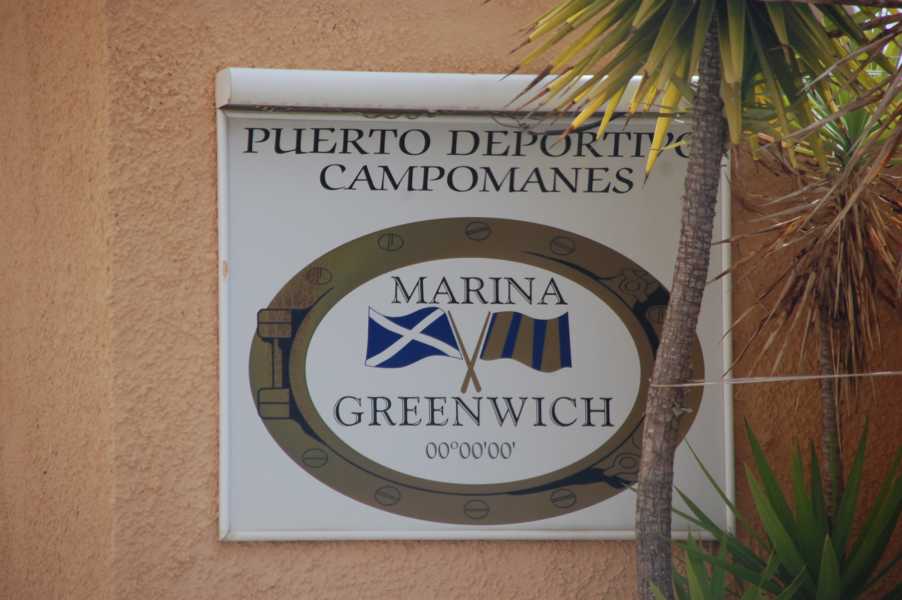 PUERTO DEPORTIVO
CAMPOMANES
MARINA
GREENWICH
00°00'00'